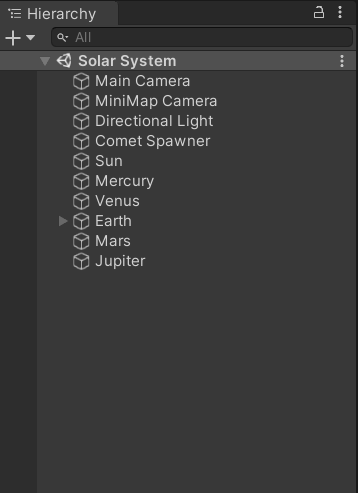 Hierarchy
All
Solar System
Main Camera
MiniMap Camera
Directional Light
Comet Spawner
Sun
Mercury
Venus
Earth
Mars
Jupiter